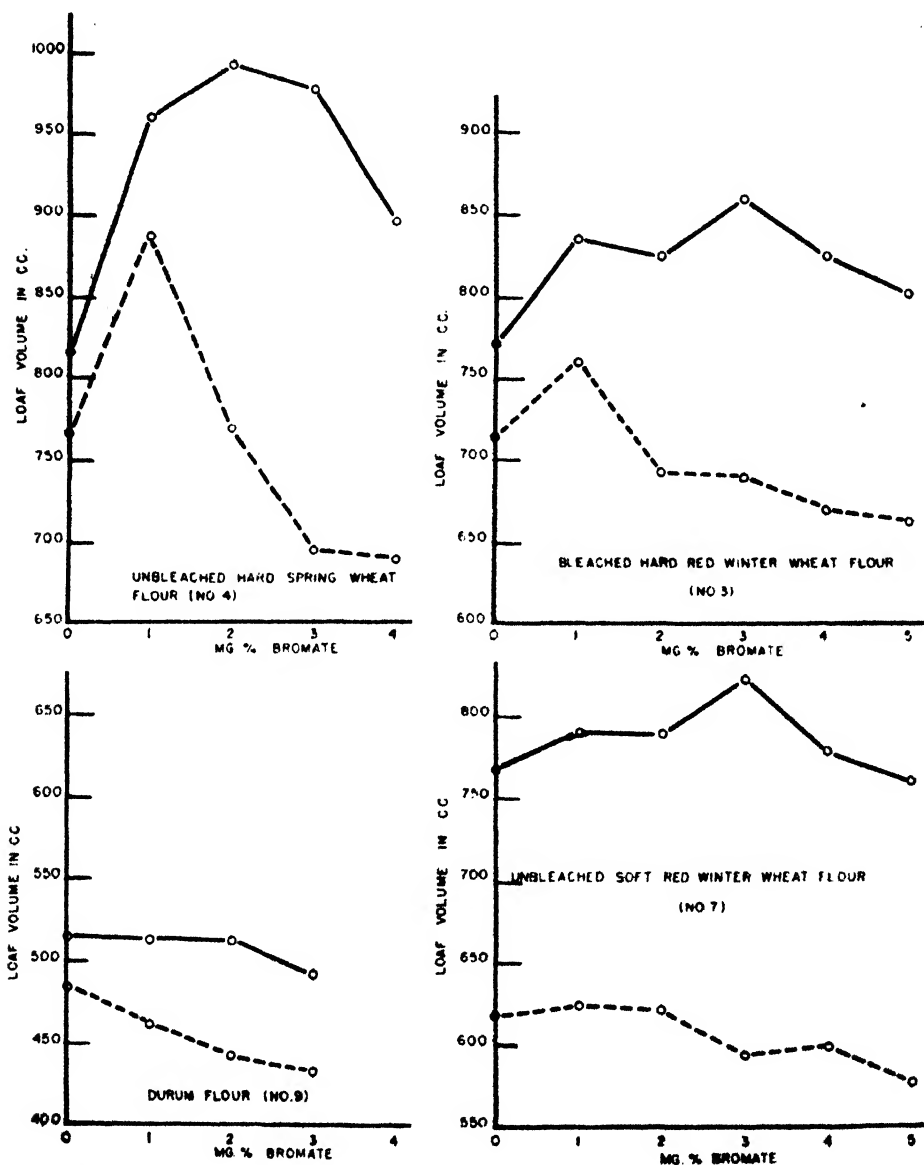 LOAF VOLUME IN CC.
1000
950
900
850
800
750
700
650
UNBLEACHED HARD SPRING WHEAT
FLOUR (NO 4)
0 1 2 3 4
MG % BROMATE
LOAF VOLUME IN CC.
900
850
800
750
700
650
600
BLEACHED HARD RED WINTER WHEAT FLOUR
0 1 2 3 4 5
MG.% BROMATE
LOAF VOLUME IN CC
650
600
550
500
450
400
DURUM FLOUR (NO.9)
0 1 2 3 4
MG. % BROMATE
LOAF VOLUME IN CC.
800
750
700
650
600
550
UNBLEACHED SOFT RED WINTER WHEAT FLOUR
(NO 7)
0 1 2 3 4 5
MG. % BROMATE